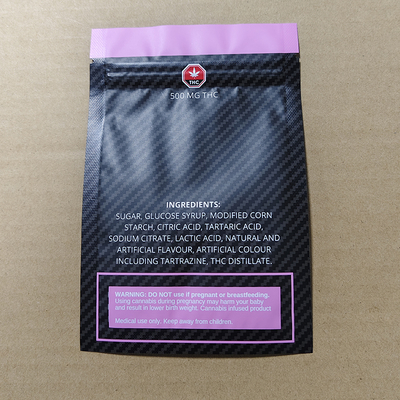 THC
500 MG THC
INGREDIENTS:
SUGAR, GLUCOSE SYRUP, MODIFIED CORN
STARCH, CITRIC ACID, TARTARIC ACID,
SODIUM CITRATE, LACTIC ACID, NATURAL AND
ARTIFICIAL FLAVOUR, ARTIFICIAL COLOUR
INCLUDING TARTRAZINE, THC DISTILLATE.
WARNING: DO NOT use if pregnant or breastfeeding.
Using cannabis during pregnancy may harm your baby
and result in lower birth weight. Cannabis infused product
Medical use only. Keep away from children.